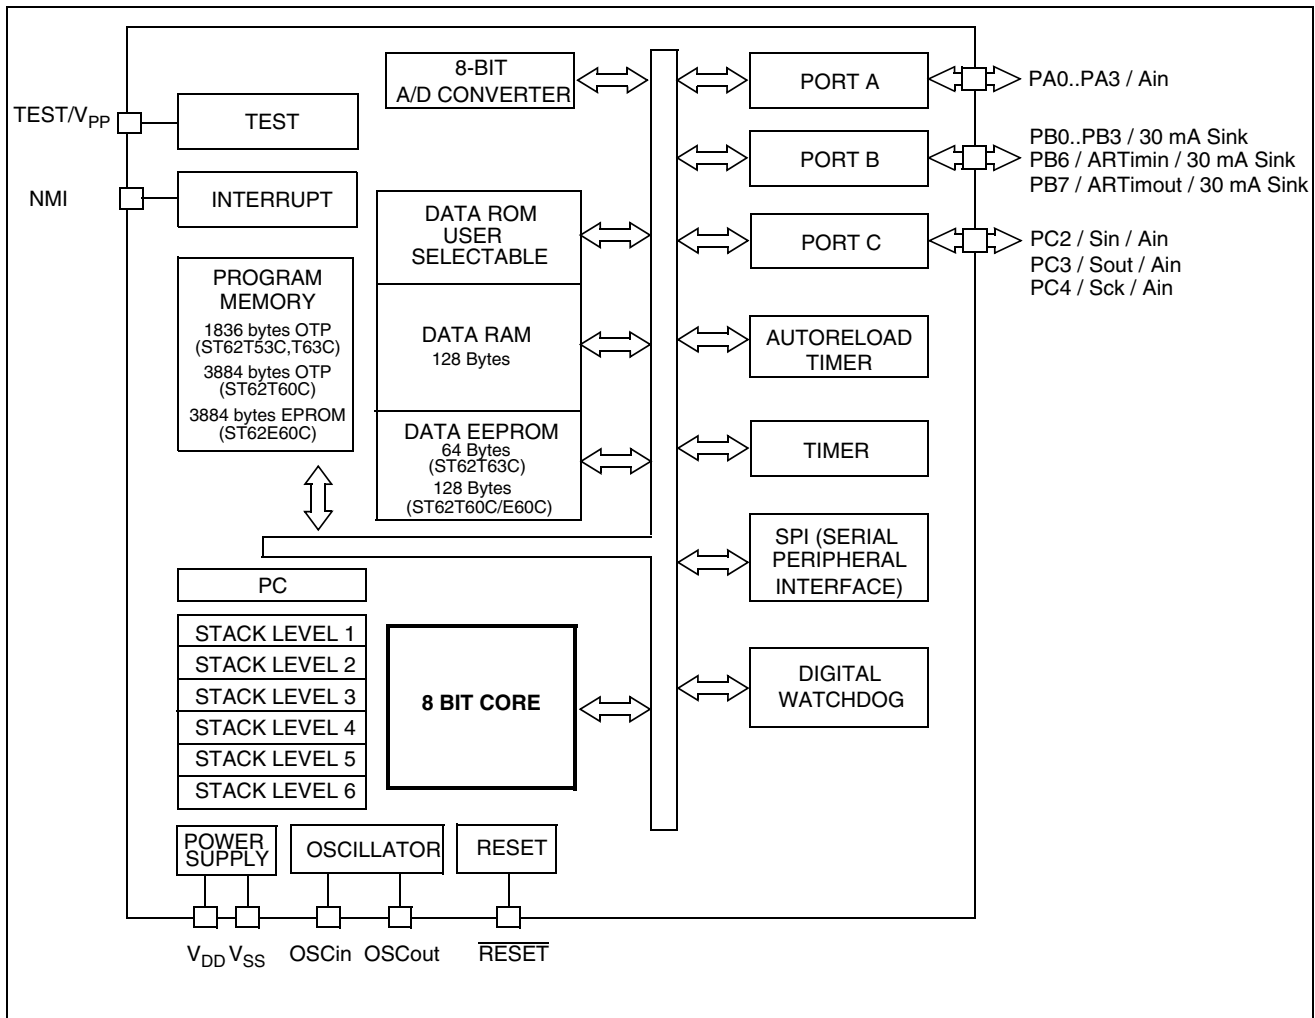 8-BIT
A/D CONVERTER
PORT A
PA0..PA3 / Ain
TEST/VPP
TEST
PORT B
PB0..PB3 / 30 mA Sink
PB6 / ARTimin / 30 mA Sink
PB7 / ARTimout / 30 mA Sink
NMI
INTERRUPT
DATA ROM
USER
SELECTABLE
PORT C
PC2 / Sin / Ain
PC3 / Sout / Ain
PC4 / Sck / Ain
PROGRAM
MEMORY
1836 bytes OTP
(ST62T53C,T63C)
3884 bytes OTP
(ST62T60C)
3884 bytes EPROM
(ST62E60C)
DATA RAM
128 Bytes
AUTORELOAD
TIMER
DATA EEPROM
64 Bytes
(ST62T63C)
128 Bytes
(ST62T60C/E60C)
TIMER
SPI (SERIAL
PERIPHERAL
INTERFACE)
PC
STACK LEVEL 1
STACK LEVEL 2
STACK LEVEL 3
STACK LEVEL 4
STACK LEVEL 5
STACK LEVEL 6
8 BIT CORE
DIGITAL
WATCHDOG
POWER
SUPPLY
OSCILLATOR
RESET
VDD VSS OSCin OSCout RESET